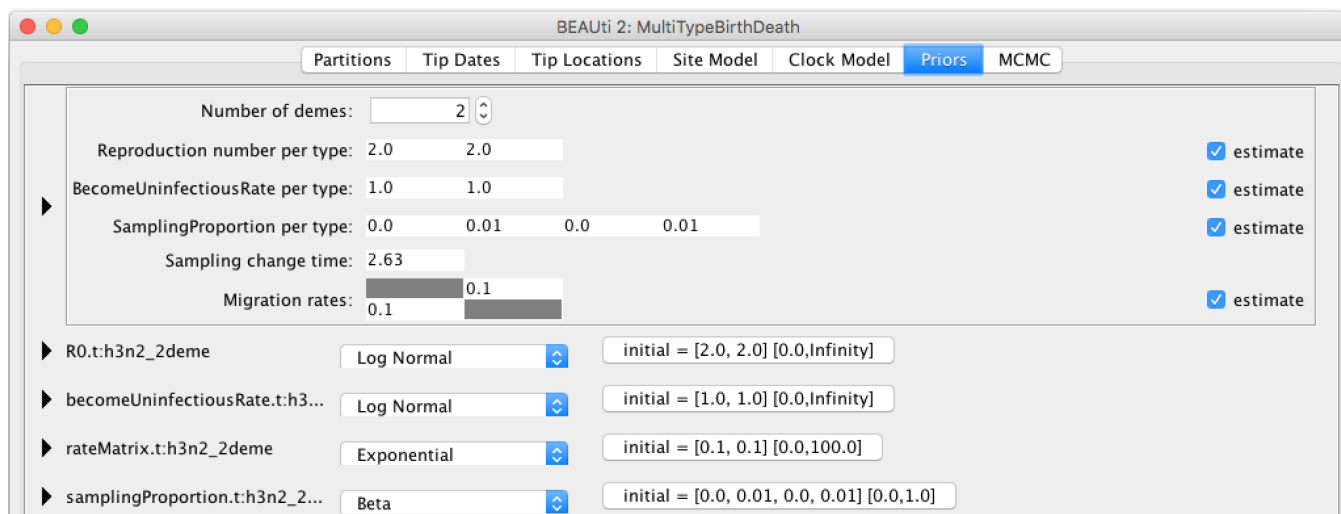 BEAUti 2: MultiTypeBirthDeath
Partitions Tip Dates Tip Locations Site Model Clock Model Priors MCMC
Number of demes: 2
Reproduction number per type: 2.0 2.0 estimate
BecomeUninfectiousRate per type: 1.0 1.0 estimate
SamplingProportion per type: 0.0 0.01 0.0 0.01 estimate
Sampling change time: 2.63
Migration rates: 0.1 estimate
0.1
R0.t:h3n2_2deme Log Normal initial = [2.0, 2.0] [0.0,Infinity]
becomeUninfectiousRate.t:h3... Log Normal initial = [1.0, 1.0] [0.0,Infinity]
rateMatrix.t:h3n2_2deme Exponential initial = [0.1, 0.1] [0.0,100.0]
samplingProportion.t:h3n2_2... Beta initial = [0.0, 0.01, 0.0, 0.01] [0.0,1.0]